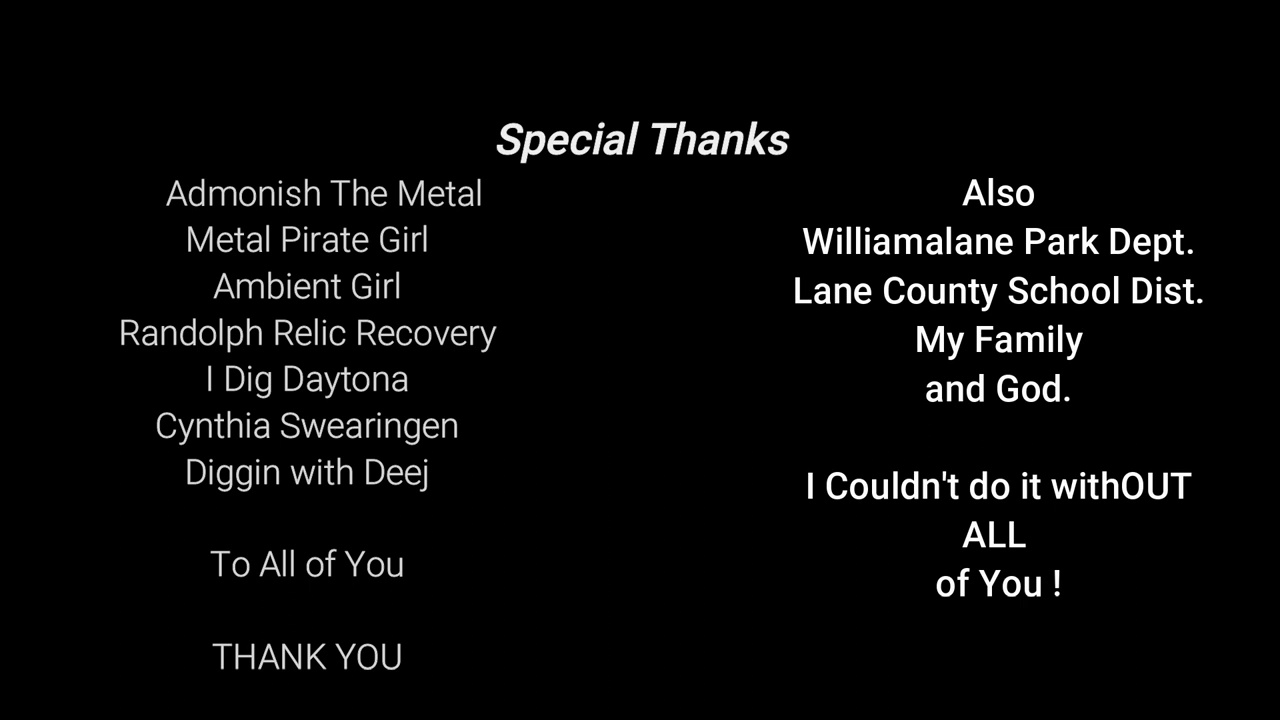 Special Thanks
Admonish The Metal
Metal Pirate Girl
Ambient Girl
Randolph Relic Recovery
I Dig Daytona
Cynthia Swearingen
Diggin with Deej
To All of You
THANK YOU
Also
Williamalane Park Dept.
Lane County School Dist.
My Family
and God.
I Couldn't do it withOUT
ALL
of You !